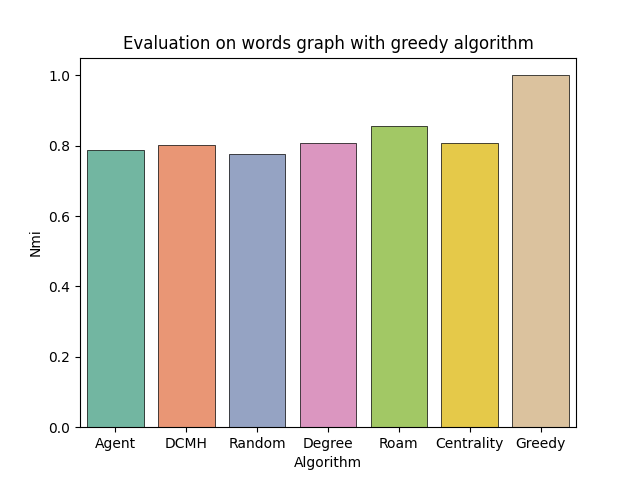 Evaluation on words graph with greedy algorithm
1.0
0.8
0.6
0.4
0.2
0.0
Nmi
Agent DCMH Random Degree Roam Centrality Greedy
Algorithm